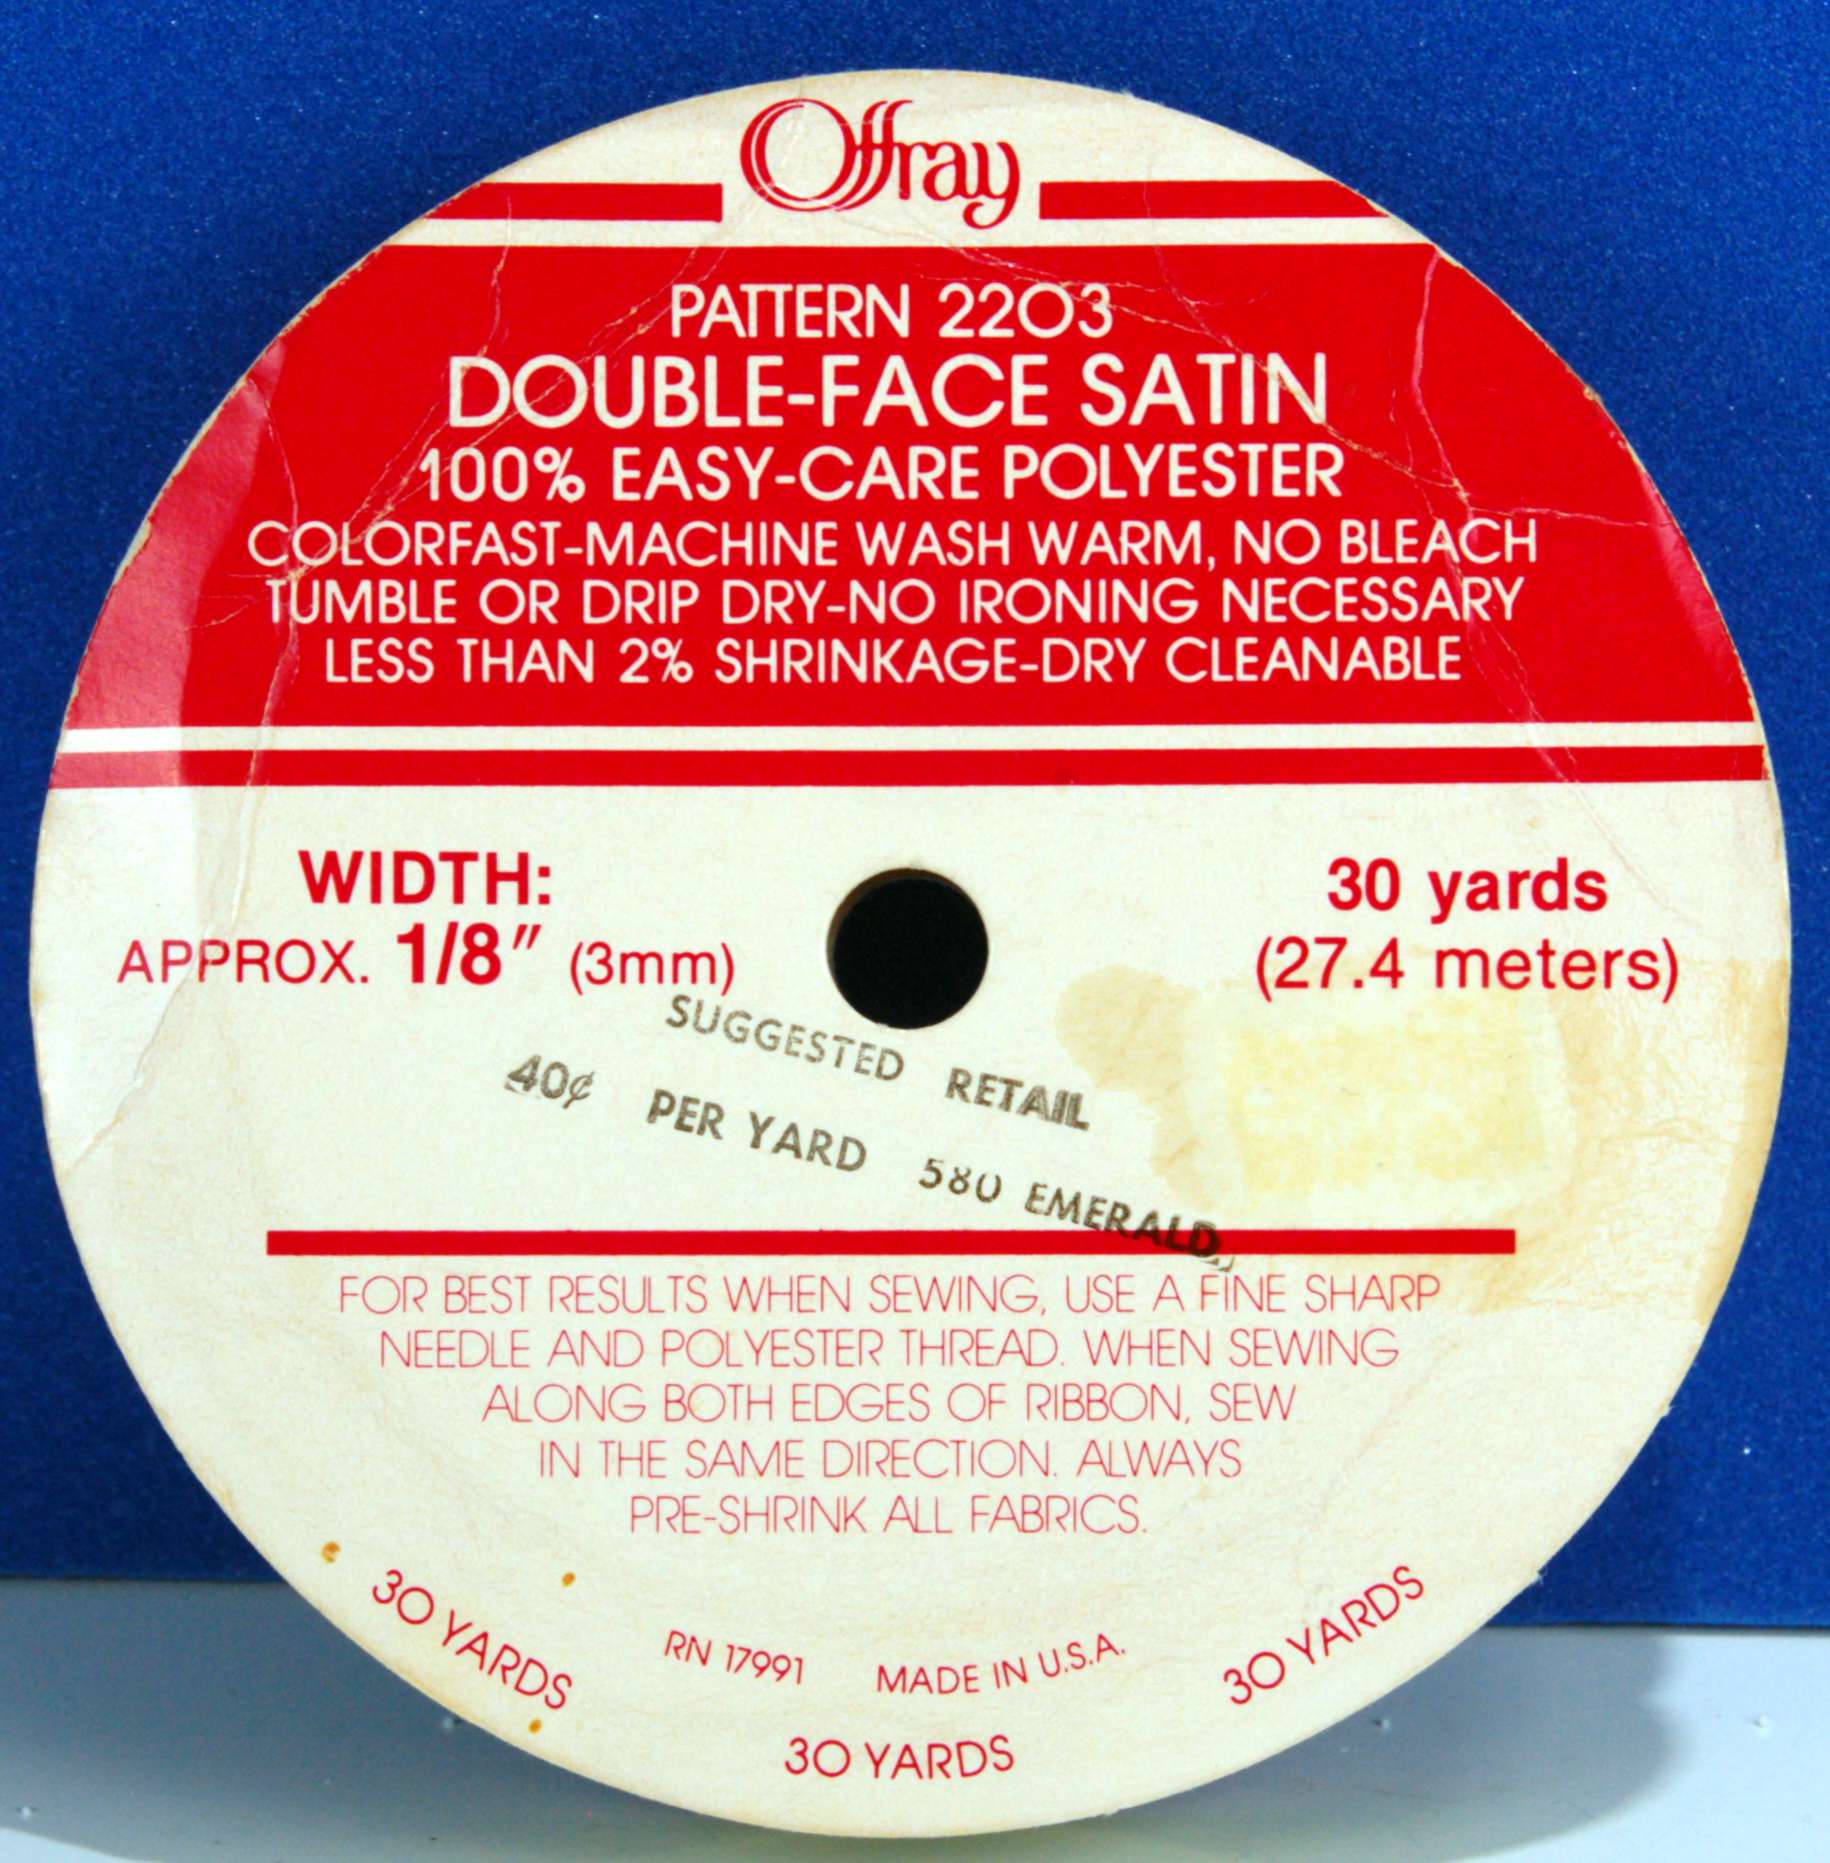 Offray
PATTERN 2203
DOUBLE-FACE SATIN
100% EASY-CARE POLYESTER
COLORFAST-MACHINE WASH WARM, NO BLEACH
TUMBLE OR DRIP DRY-NO IRONING NECESSARY
LESS THAN 2% SHRINKAGE-DRY CLEANABLE
WIDTH:
APPROX. 1/8" (3mm)
30 yards
(27.4 meters)
SUGGESTED RETAIL
40¢ PER YARD 580 EMERALD
FOR BEST RESULTS WHEN SEWING, USE A FINE SHARP
NEEDLE AND POLYESTER THREAD. WHEN SEWING
ALONG BOTH EDGES OF RIBBON, SEW
IN THE SAME DIRECTION. ALWAYS
PRE-SHRINK ALL FABRICS.
30 YARDS
RN 17991 MADE IN U.S.A.
30 YARDS
30 YARDS